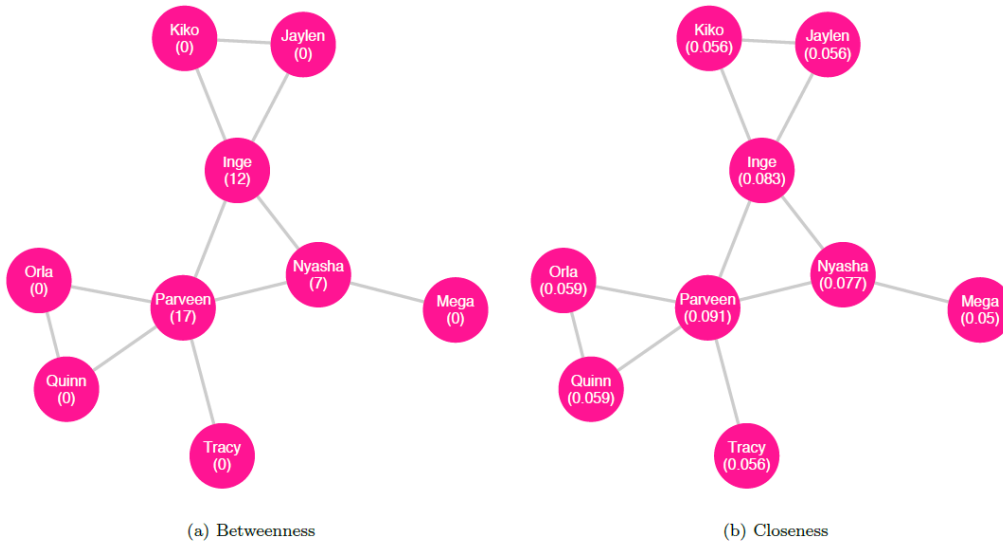 Kiko
(0)
Jaylen
(0)
Inge
(12)
Orla
(0)
Nyasha
(7)
Parveen
(17)
Mega
(0)
Quinn
(0)
Tracy
(0)
(a) Betweenness
Kiko
(0.056)
Jaylen
(0.056)
Inge
(0.083)
Orla
(0.059)
Nyasha
(0.077)
Parveen
(0.091)
Mega
(0.05)
Quinn
(0.059)
Tracy
(0.056)
(b) Closeness